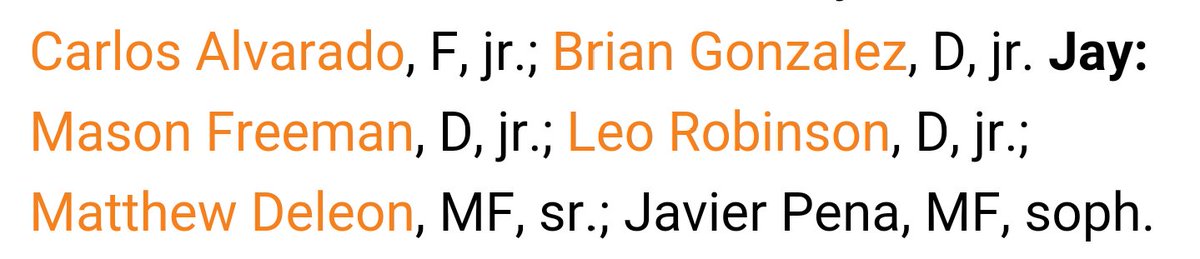 Carlos Alvarado, F, jr.; Brian Gonzalez, D, jr. Jay:
Mason Freeman, D, jr.; Leo Robinson, D, jr.;
Matthew Deleon, MF, sr.; Javier Pena, MF, soph.